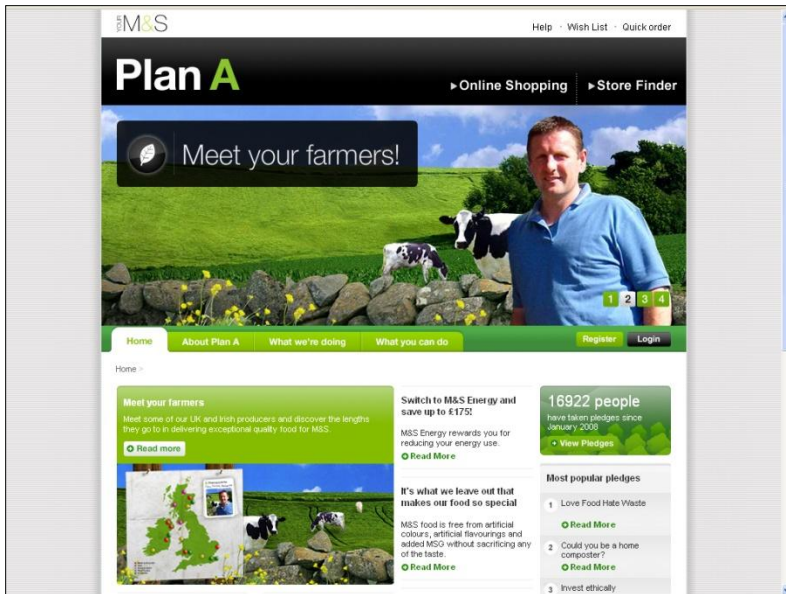 YOUR M&S
Help · Wish List · Quick order
Plan A
Online Shopping
Store Finder
Meet your farmers!
1 2 3 4
Home
About Plan A
What we're doing
What you can do
Register
Login
Home >
Meet your farmers
Meet some of our UK and Irish producers and discover the lengths
they go to in delivering exceptional quality food for M&S.
Read more
Switch to M&S Energy and
save up to £175!
M&S Energy rewards you for
reducing your energy use.
Read More
It's what we leave out that
makes our food so special
M&S food is free from artificial
colours, artificial flavourings and
added MSG without sacrificing any
of the taste.
Read More
16922 people
have taken pledges since
January 2008
View Pledges
Most popular pledges
1 Love Food Hate Waste
Read More
2 Could you be a home
composter?
Read More
3 Invest ethically